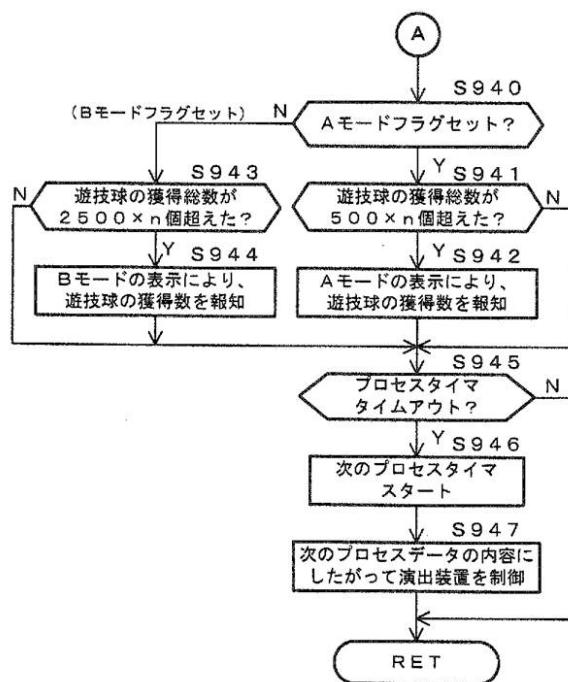 A
S940
Aモードフラグセット?
N
(Bモードフラグセット)
Y
S943
遊技球の獲得総数が
2500×n個超えた?
N
Y
S944
Bモードの表示により、
遊技球の獲得数を報知
S941
遊技球の獲得総数が
500×n個超えた?
N
Y
S942
Aモードの表示により、
遊技球の獲得数を報知
S945
プロセスタイマ
タイムアウト?
N
Y
S946
次のプロセスタイマ
スタート
S947
次のプロセスデータの内容に
したがって演出装置を制御
RET